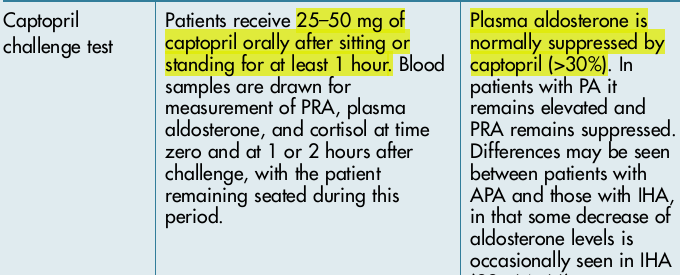 Captopril
challenge test
Patients receive 25–50 mg of
captopril orally after sitting or
standing for at least 1 hour. Blood
samples are drawn for
measurement of PRA, plasma
aldosterone, and cortisol at time
zero and at 1 or 2 hours after
challenge, with the patient
remaining seated during this
period.
Plasma aldosterone is
normally suppressed by
captopril (>30%). In
patients with PA it
remains elevated and
PRA remains suppressed.
Differences may be seen
between patients with
APA and those with IHA,
in that some decrease of
aldosterone levels is
occasionally seen in IHA